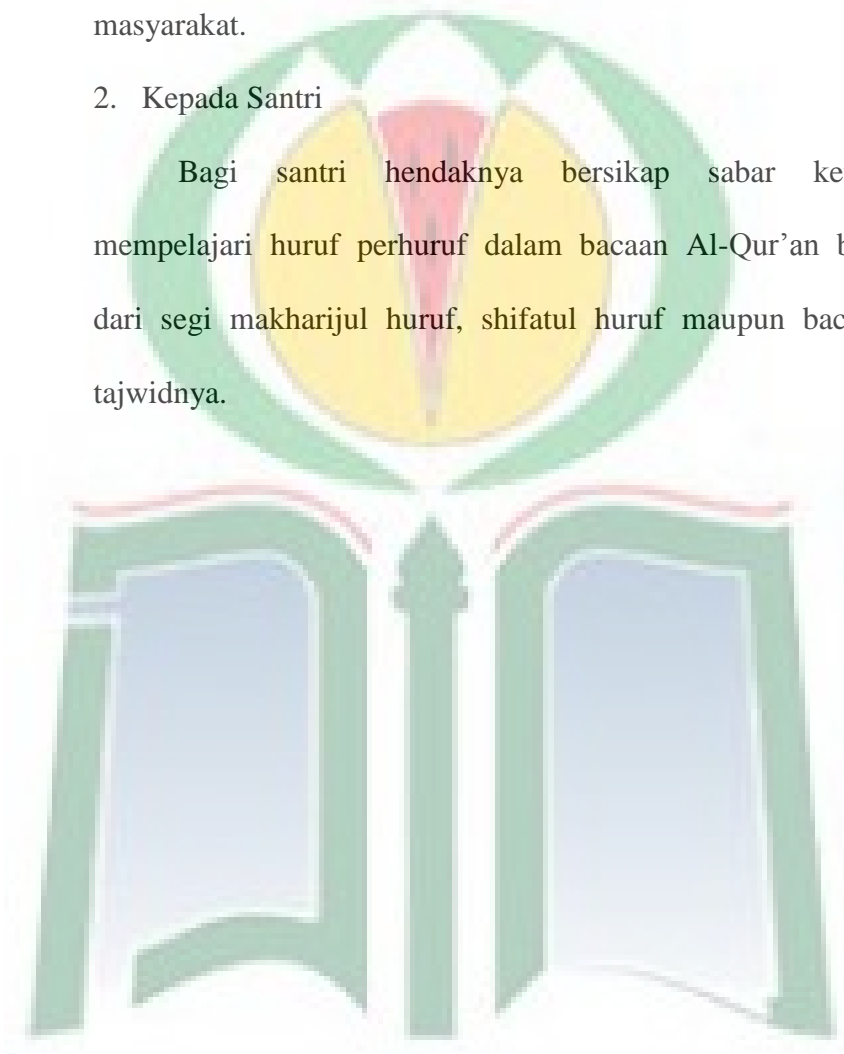 masyarakat.
2. Kepada Santri
Bagi santri hendaknya bersikap sabar
mempelajari huruf perhuruf dalam bacaan Al-Qur’an
dari segi makharijul huruf, shifatul huruf maupun
tajwidnya.